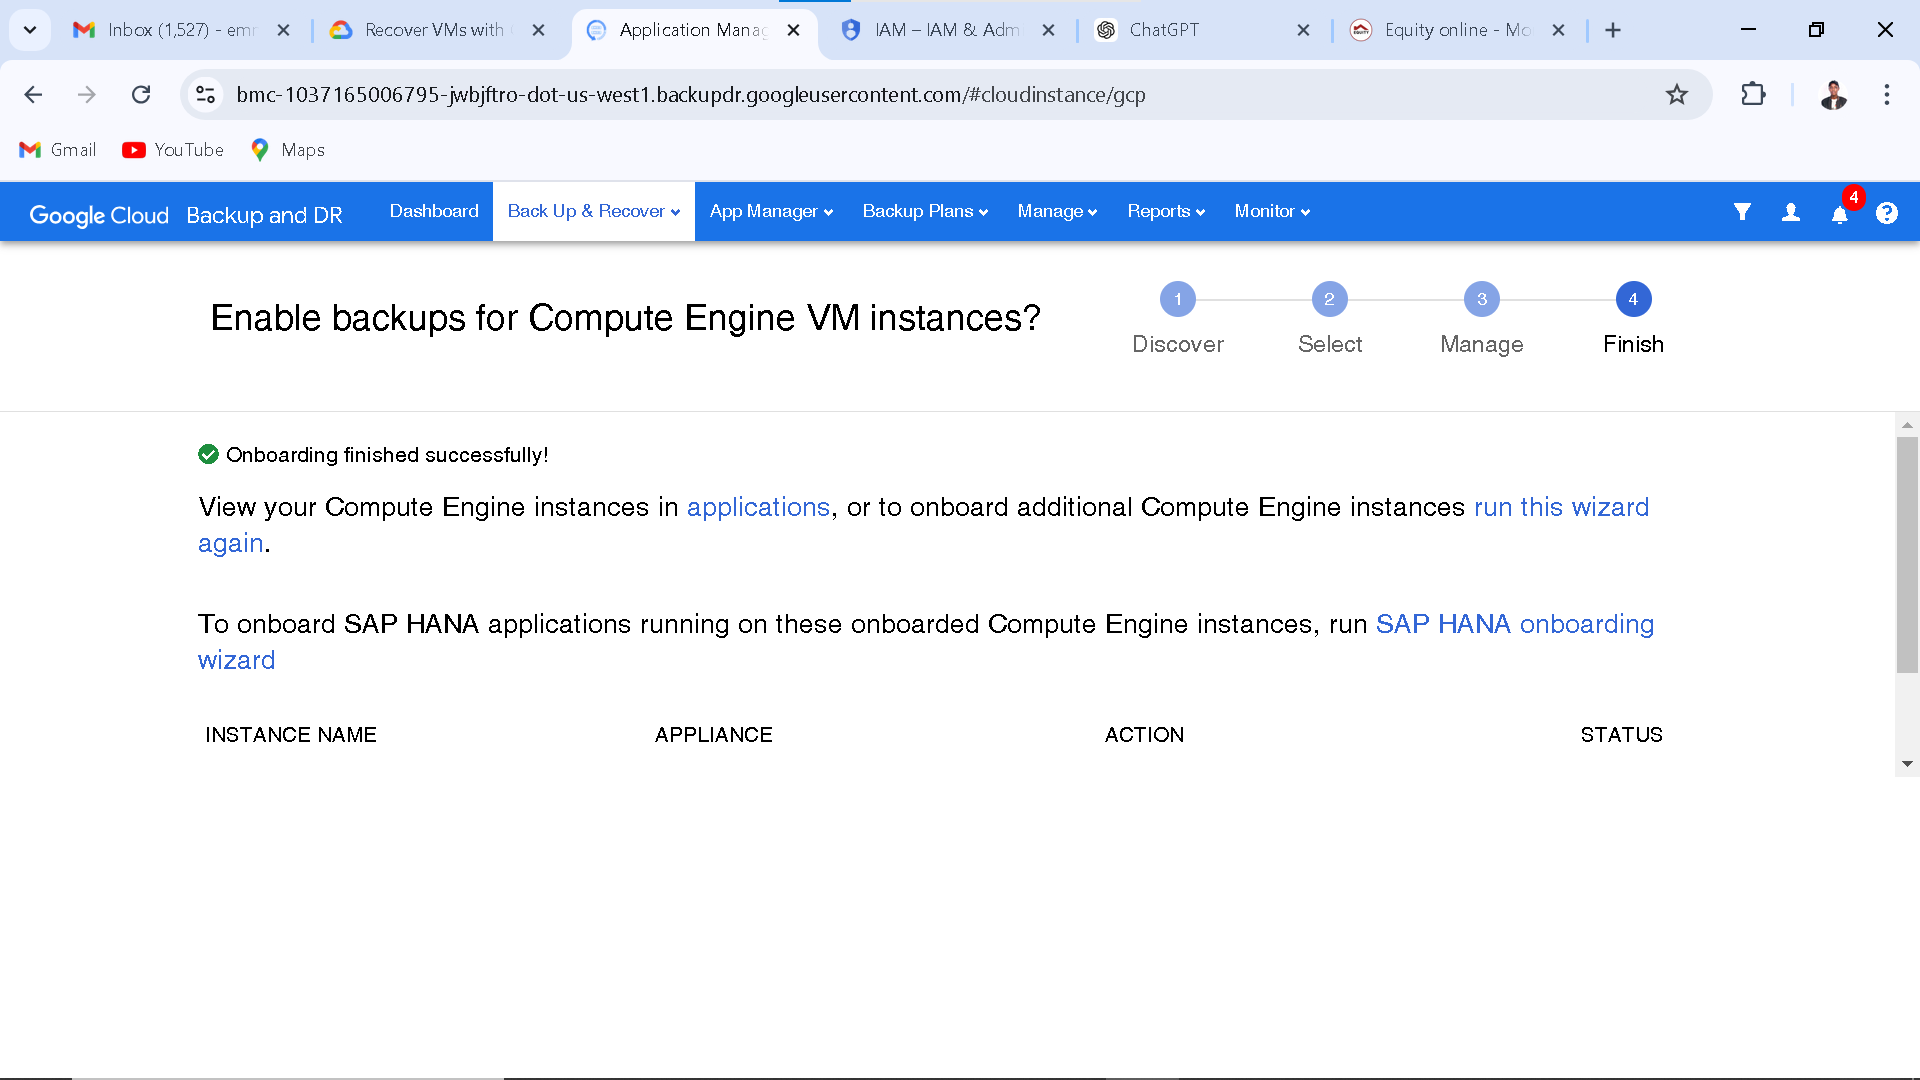 Inbox (1,527) - em
Recover VMs with
Application Manag
IAM – IAM & Adm
ChatGPT
Equity online - Mo
bmc-1037165006795-jwbjftro-dot-us-west1.backupdr.googleusercontent.com/#cloudinstance/gcp
Gmail
YouTube
Maps
Google Cloud Backup and DR
Dashboard
Back Up & Recover
App Manager
Backup Plans
Manage
Reports
Monitor
4
Enable backups for Compute Engine VM instances?
1
2
3
4
Discover
Select
Manage
Finish
Onboarding finished successfully!
View your Compute Engine instances in applications, or to onboard additional Compute Engine instances run this wizard
again.
To onboard SAP HANA applications running on these onboarded Compute Engine instances, run SAP HANA onboarding
wizard
INSTANCE NAME
APPLIANCE
ACTION
STATUS